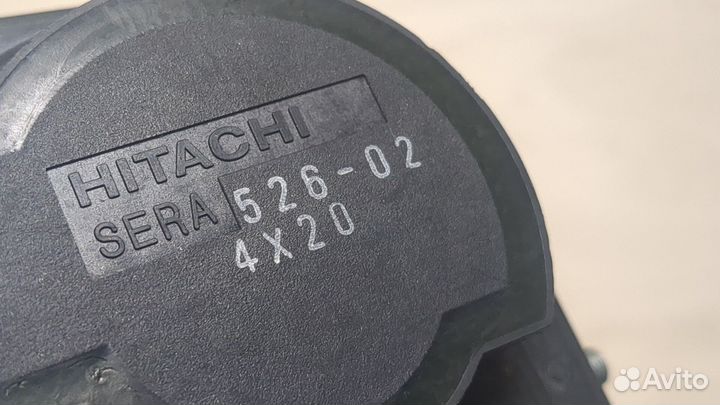 HITACHI
SERA 526-02
4X20
Avito